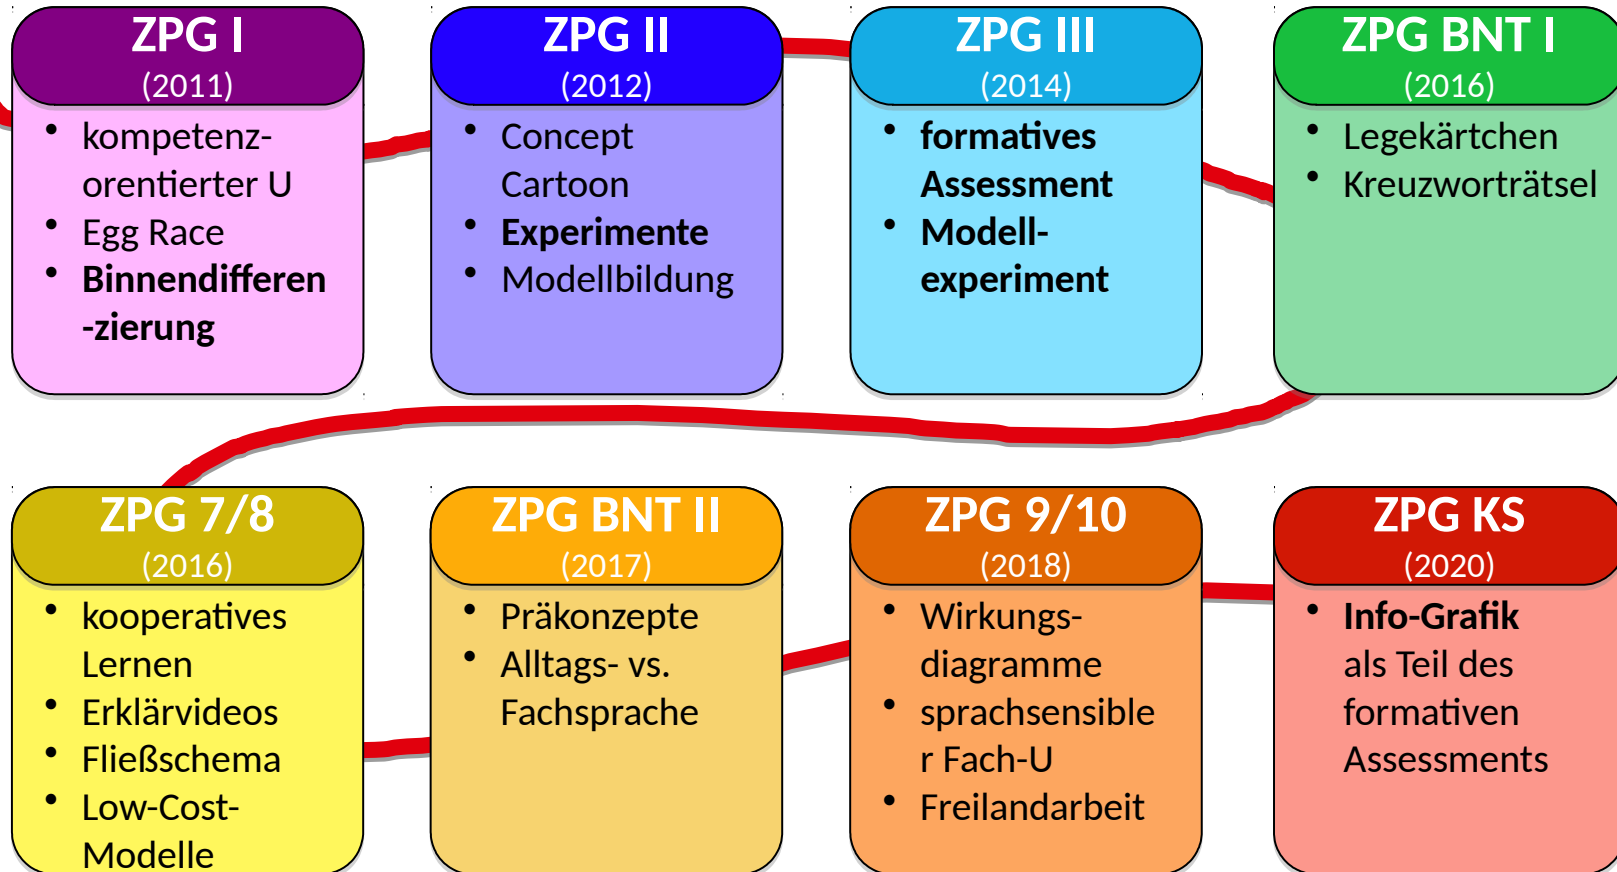 ZPG I
(2011)
• kompetenz-
orentierter U
• Egg Race
• Binnendifferen
-zierung
ZPG II
(2012)
• Concept
Cartoon
• Experimente
• Modellbildung
ZPG III
(2014)
• formatives
Assessment
• Modell-
experiment
ZPG BNT I
(2016)
• Legekärtchen
• Kreuzworträtsel
ZPG 7/8
(2016)
• kooperatives
Lernen
• Erklärvideos
• Fließschema
• Low-Cost-
Modelle
ZPG BNT II
(2017)
• Präkonzepte
• Alltags- vs.
Fachsprache
ZPG 9/10
(2018)
• Wirkungs-
diagramme
• sprachsensible
r Fach-U
• Freilandarbeit
ZPG KS
(2020)
• Info-Grafik
als Teil des
formativen
Assessments